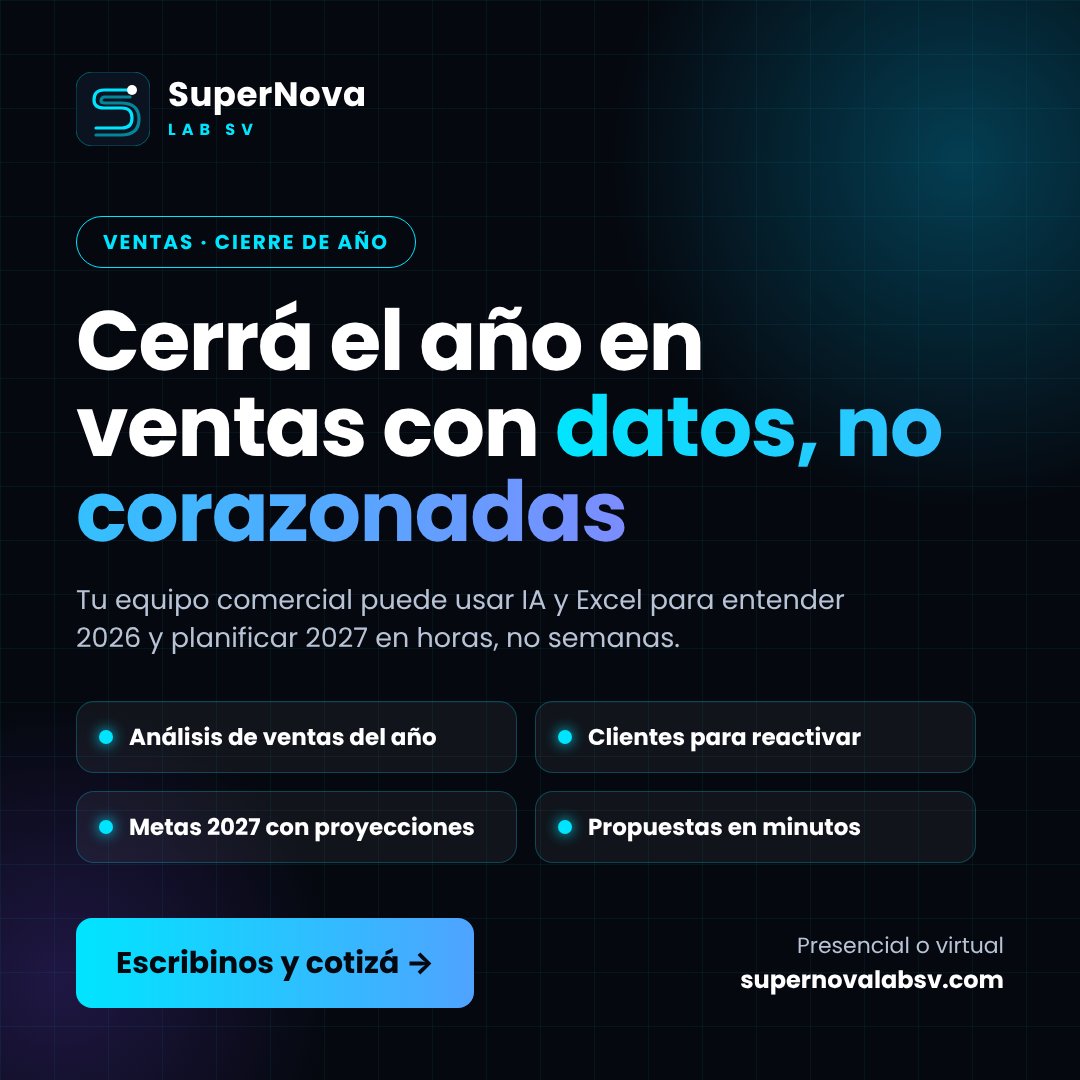 SuperNova
LAB SV
VENTAS · CIERRE DE AÑO
Cerrá el año en
ventas con datos, no
corazonadas
Tu equipo comercial puede usar IA y Excel para entender
2026 y planificar 2027 en horas, no semanas.
Análisis de ventas del año
Clientes para reactivar
Metas 2027 con proyecciones
Propuestas en minutos
Escribinos y cotizá →
Presencial o virtual
supernovalabsv.com